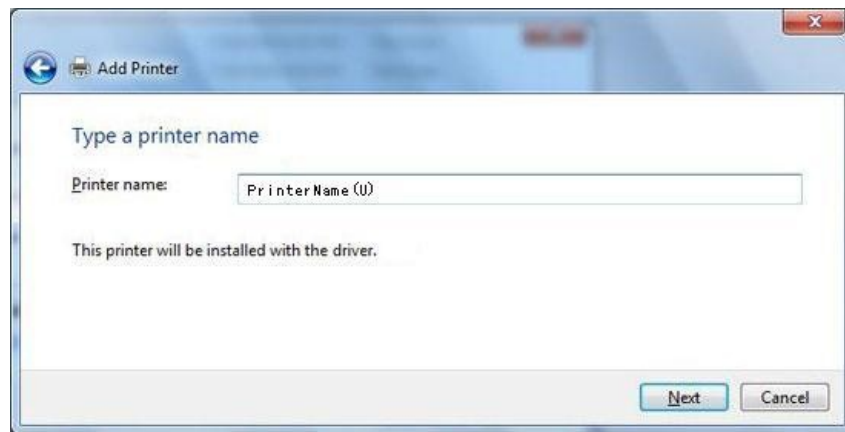 Add Printer
Type a printer name
Printer name:
PrinterName(U)
This printer will be installed with the driver.
Next
Cancel